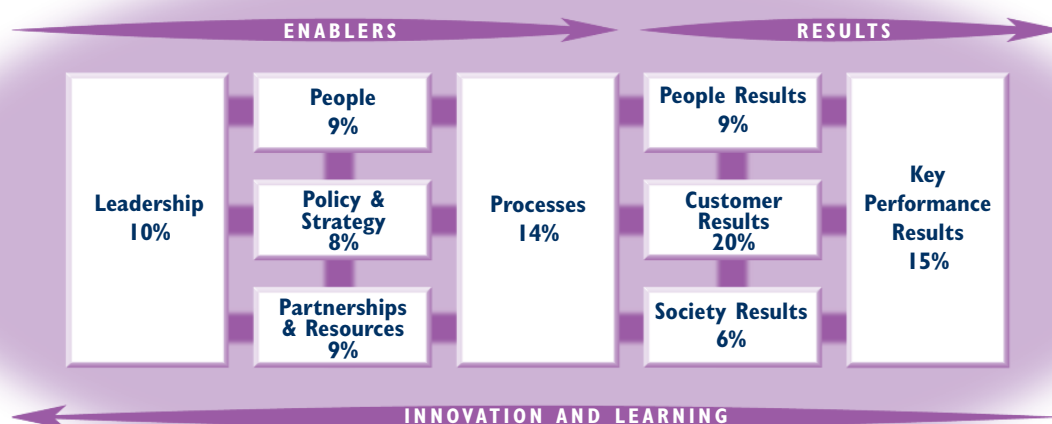 ENABLERS
RESULTS
Leadership
10%
People
9%
Policy &
Strategy
8%
Partnerships
& Resources
9%
Processes
14%
People Results
9%
Customer
Results
20%
Society Results
6%
Key
Performance
Results
15%
INNOVATION AND LEARNING